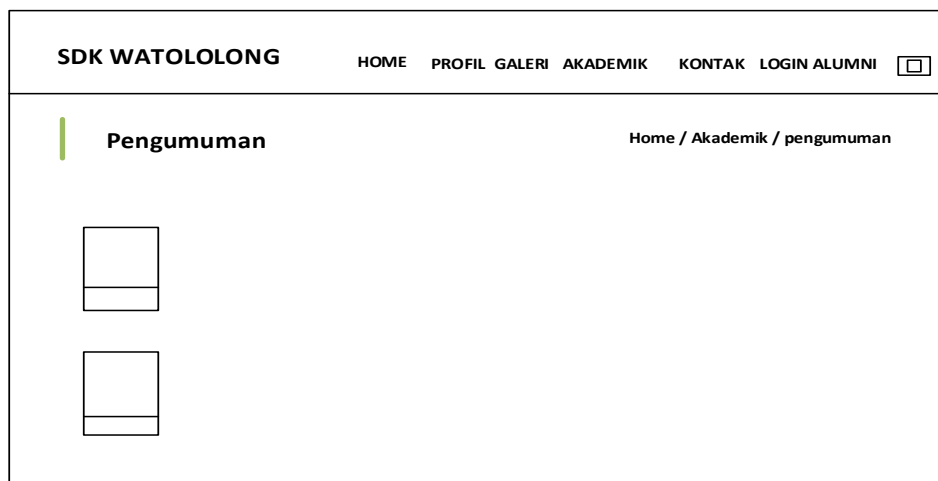 SDK WATOLOLONG HOME PROFIL GALERI AKADEMIK KONTAK LOGIN ALUMNI
Pengumuman Home / Akademik / pengumuman